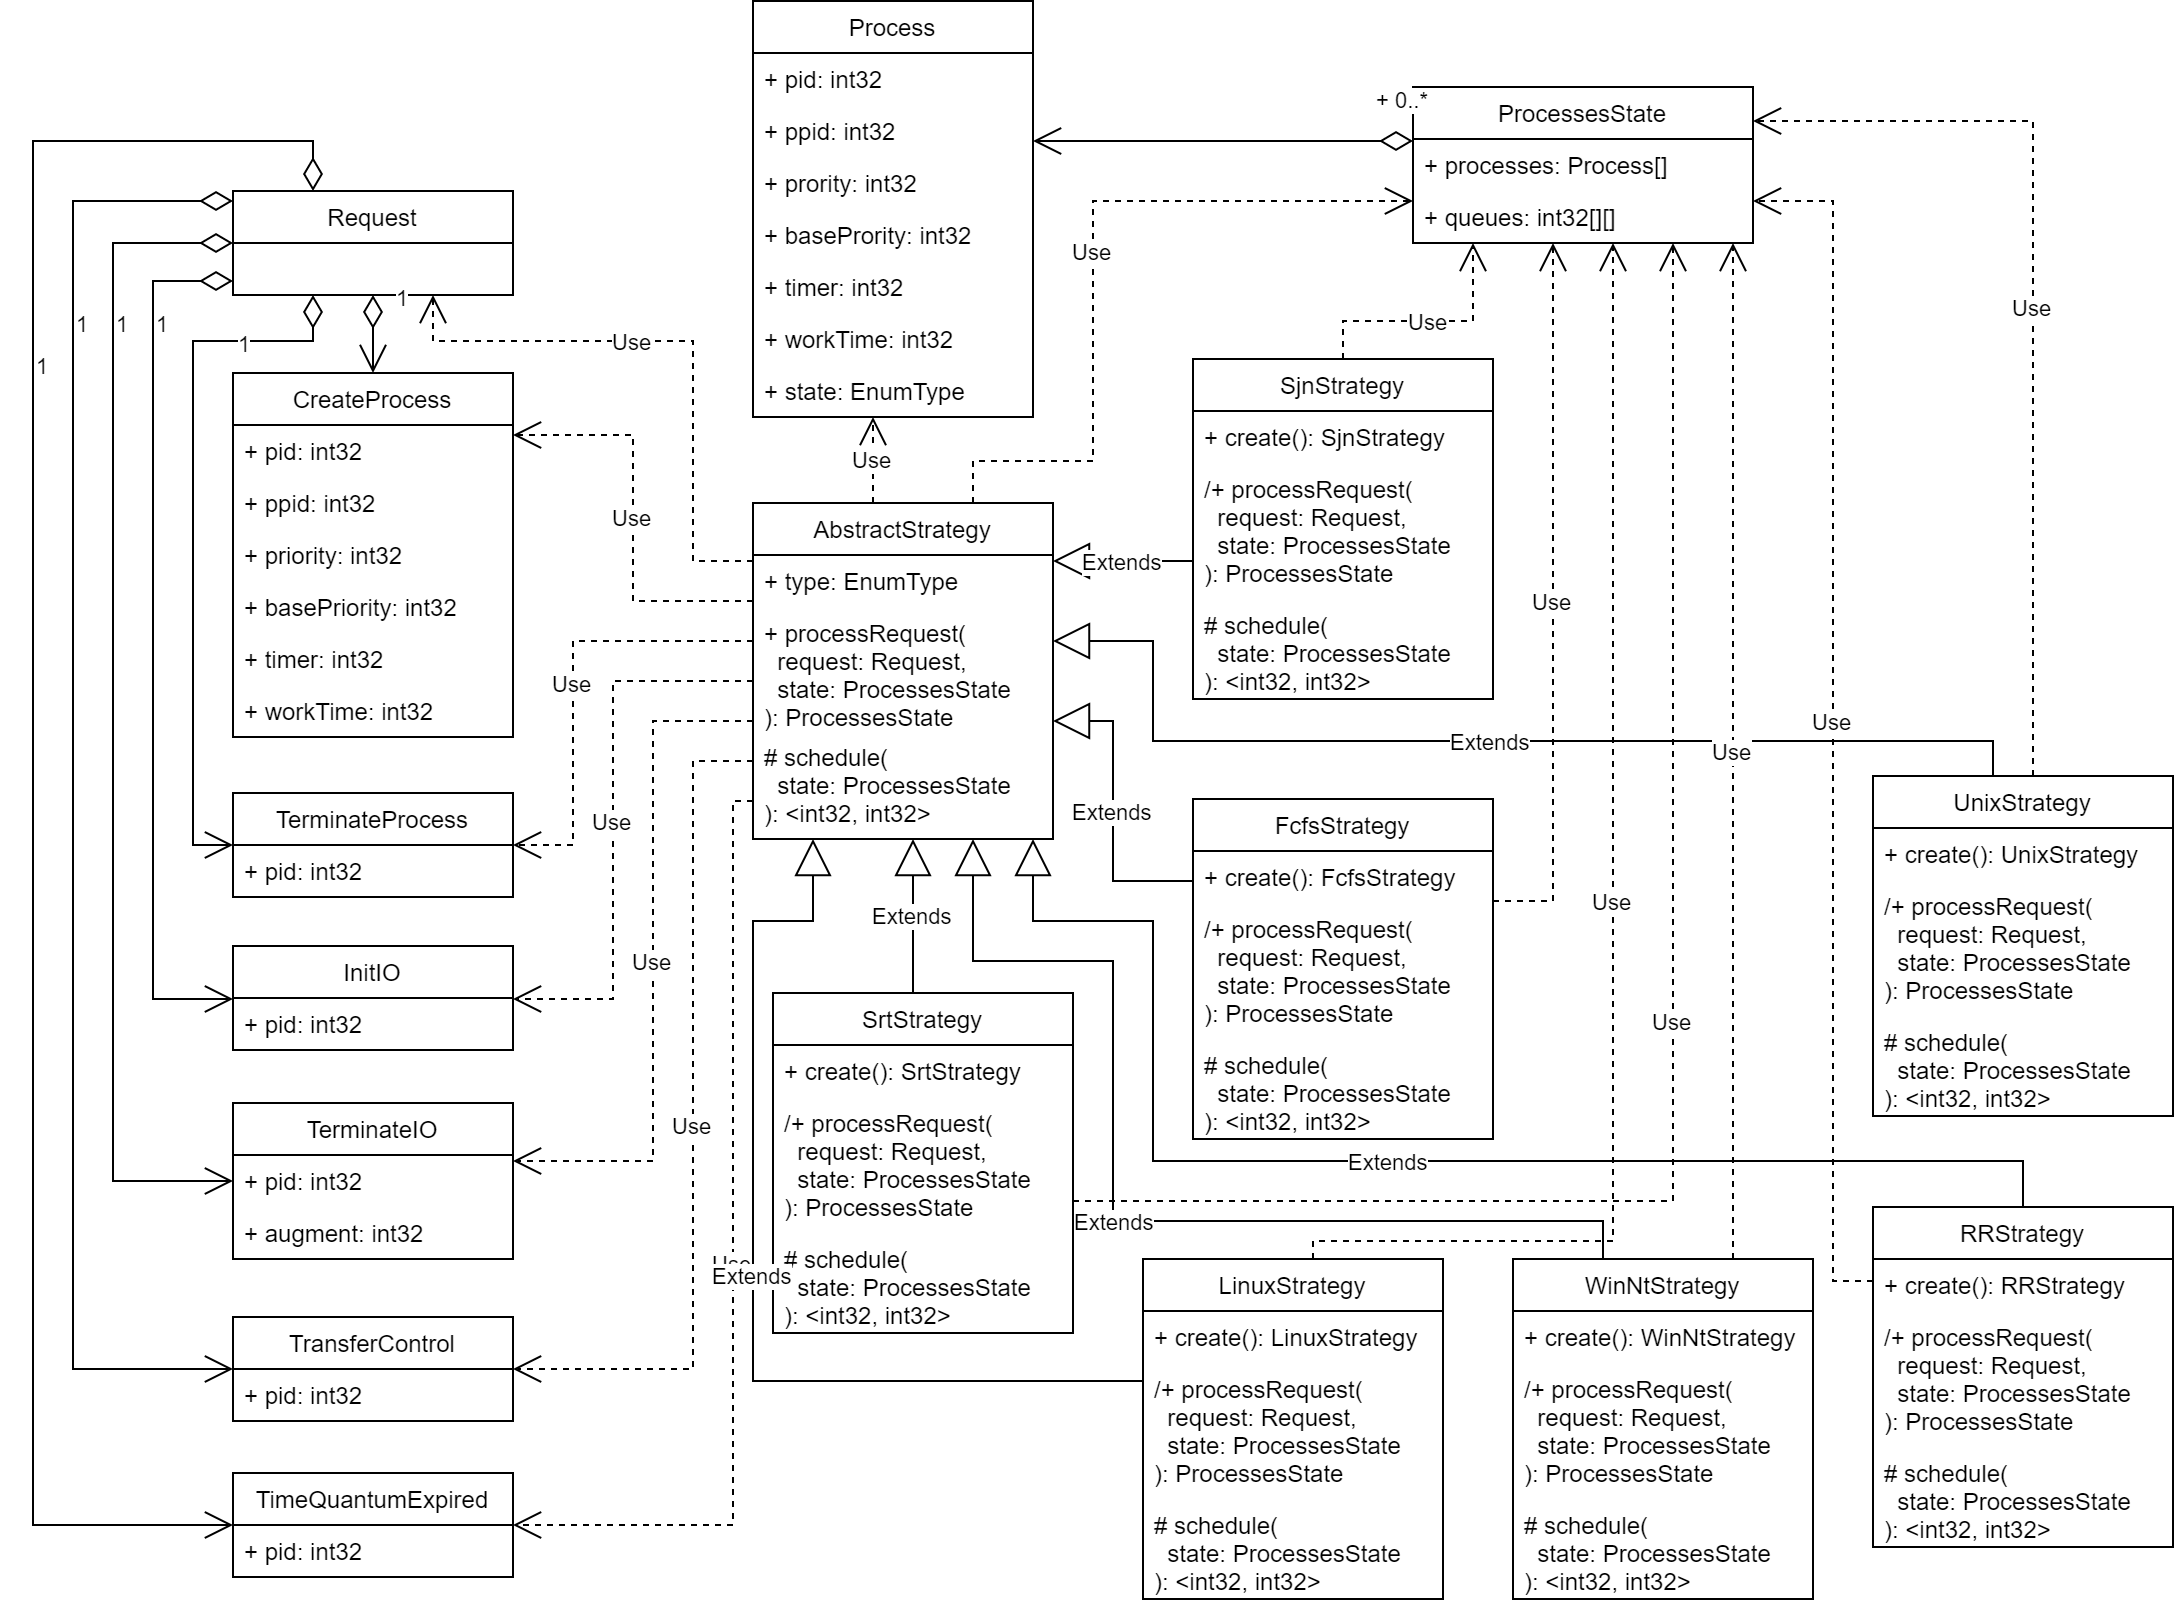 Process
+ pid: int32
+ ppid: int32
+ prority: int32
+ basePrority: int32
+ timer: int32
+ workTime: int32
+ state: EnumType
+ 0..*
ProcessesState
+ processes: Process[]
+ queues: int32[][]
Request
1
1
1
1
1
1
Use
Use
Use
Use
Use
CreateProcess
+ pid: int32
+ ppid: int32
+ priority: int32
+ basePriority: int32
+ timer: int32
+ workTime: int32
Use
Use
Use
Use
Use
Use
TerminateProcess
+ pid: int32
InitIO
+ pid: int32
TerminateIO
+ pid: int32
+ augment: int32
TransferControl
+ pid: int32
TimeQuantumExpired
+ pid: int32
AbstractStrategy
+ type: EnumType
+ processRequest(
request: Request,
state: ProcessesState
): ProcessesState
# schedule(
state: ProcessesState
): <int32, int32>
SjnStrategy
+ create(): SjnStrategy
/+ processRequest(
request: Request,
state: ProcessesState
): ProcessesState
# schedule(
state: ProcessesState
): <int32, int32>
Extends
Extends
Extends
Extends
Extends
Extends
Extends
Use
Use
Use
Use
Use
FcfsStrategy
+ create(): FcfsStrategy
/+ processRequest(
request: Request,
state: ProcessesState
): ProcessesState
# schedule(
state: ProcessesState
): <int32, int32>
UnixStrategy
+ create(): UnixStrategy
/+ processRequest(
request: Request,
state: ProcessesState
): ProcessesState
# schedule(
state: ProcessesState
): <int32, int32>
SrtStrategy
+ create(): SrtStrategy
/+ processRequest(
request: Request,
state: ProcessesState
): ProcessesState
# schedule(
state: ProcessesState
): <int32, int32>
LinuxStrategy
+ create(): LinuxStrategy
/+ processRequest(
request: Request,
state: ProcessesState
): ProcessesState
# schedule(
state: ProcessesState
): <int32, int32>
WinNtStrategy
+ create(): WinNtStrategy
/+ processRequest(
request: Request,
state: ProcessesState
): ProcessesState
# schedule(
state: ProcessesState
): <int32, int32>
RRStrategy
+ create(): RRStrategy
/+ processRequest(
request: Request,
state: ProcessesState
): ProcessesState
# schedule(
state: ProcessesState
): <int32, int32>